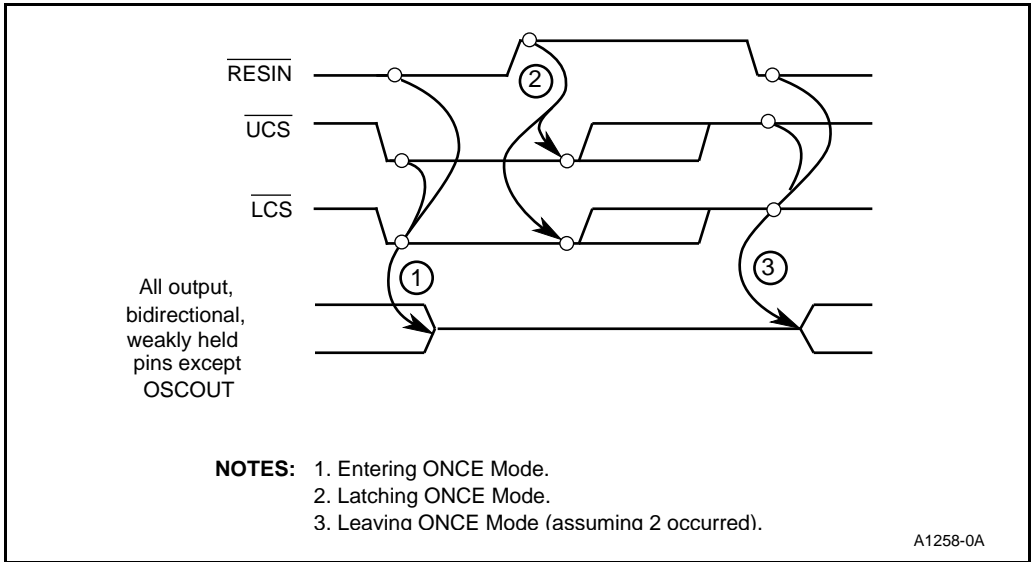 RESIN
2
UCS
LCS
1
3
All output,
bidirectional,
weakly held
pins except
OSCOUT
NOTES: 1. Entering ONCE Mode.
2. Latching ONCE Mode.
3. Leaving ONCE Mode (assuming 2 occurred).
A1258-0A